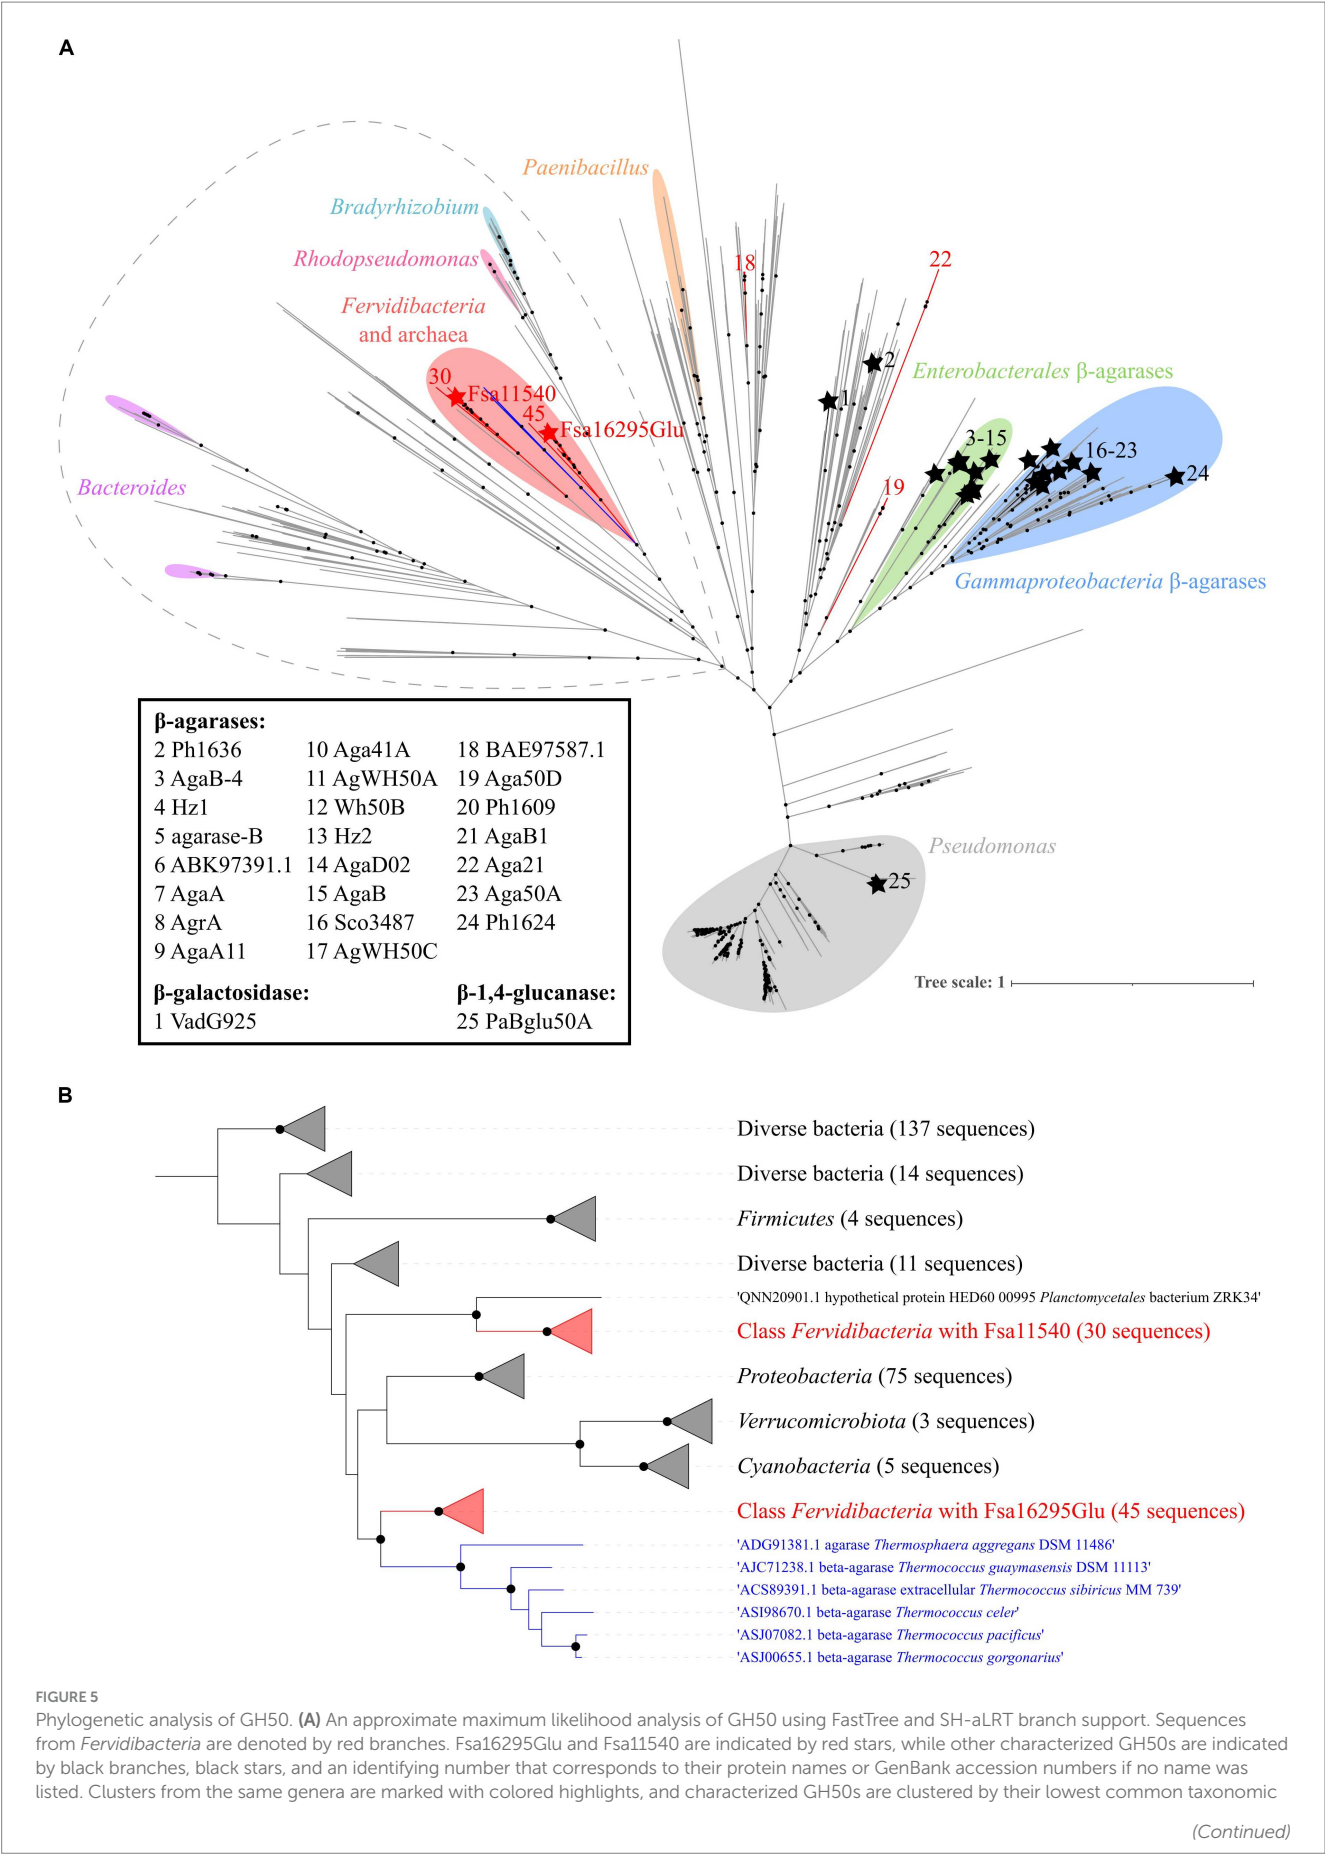 A
Paenibacillus
Bradyrhizobium
Rhodopseudomonas
18
22
Fervidibacteria
and archaea
2
Enterobacterales β-agarases
30
Fsa11540
1
45
Fsa16295Glu
3-15
16-23
24
Bacteroides
19
Gammaproteobacteria β-agarases
β-agarases:
2 Ph1636 10 Aga41A 18 BAE97587.1
3 AgaB-4 11 AgWH50A 19 Aga50D
4 Hz1 12 Wh50B 20 Ph1609
5 agarase-B 13 Hz2 21 AgaB1
6 ABK97391.1 14 AgaD02 22 Aga21
7 AgaA 15 AgaB 23 Aga50A
8 AgrA 16 Sco3487 24 Ph1624
9 AgaA11 17 AgWH50C
β-galactosidase: β-1,4-glucanase:
1 VadG925 25 PaBglu50A
Pseudomonas
25
Tree scale: 1
B
Diverse bacteria (137 sequences)
Diverse bacteria (14 sequences)
Firmicutes (4 sequences)
Diverse bacteria (11 sequences)
'QNN20901.1 hypothetical protein HED60 00995 Planctomycetales bacterium ZRK34'
Class Fervidibacteria with Fsa11540 (30 sequences)
Proteobacteria (75 sequences)
Verrucomicrobiota (3 sequences)
Cyanobacteria (5 sequences)
Class Fervidibacteria with Fsa16295Glu (45 sequences)
'ADG91381.1 agarase Thermosphaera aggregans DSM 11486'
'AJC71238.1 beta-agarase Thermococcus guaymasensis DSM 11113'
'ACS89391.1 beta-agarase extracellular Thermococcus sibiricus MM 739'
'ASI98670.1 beta-agarase Thermococcus celer'
'ASJ07082.1 beta-agarase Thermococcus pacificus'
'ASJ00655.1 beta-agarase Thermococcus gorgonarius'
FIGURE 5
Phylogenetic analysis of GH50. (A) An approximate maximum likelihood analysis of GH50 using FastTree and SH-aLRT branch support. Sequences
from Fervidibacteria are denoted by red branches. Fsa16295Glu and Fsa11540 are indicated by red stars, while other characterized GH50s are indicated
by black branches, black stars, and an identifying number that corresponds to their protein names or GenBank accession numbers if no name was
listed. Clusters from the same genera are marked with colored highlights, and characterized GH50s are clustered by their lowest common taxonomic
(Continued)